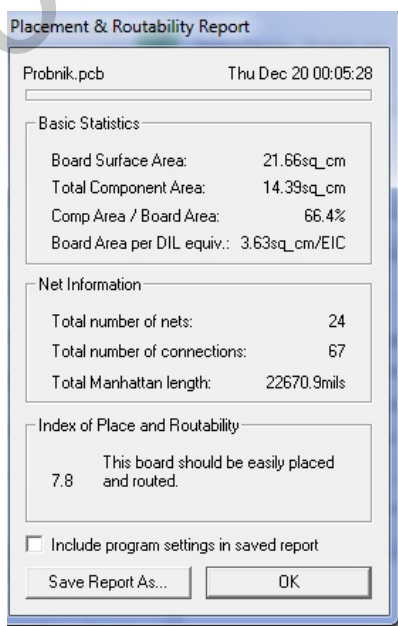 Placement & Routability Report
Probnik.pcb Thu Dec 20 00:05:28
Basic Statistics
Board Surface Area: 21.66sq_cm
Total Component Area: 14.39sq_cm
Comp Area / Board Area: 66.4%
Board Area per DIL equiv.: 3.63sq_cm/EIC
Net Information
Total number of nets: 24
Total number of connections: 67
Total Manhattan length: 22670.9mils
Index of Place and Routability
This board should be easily placed
7.8 and routed.
Include program settings in saved report
Save Report As... OK